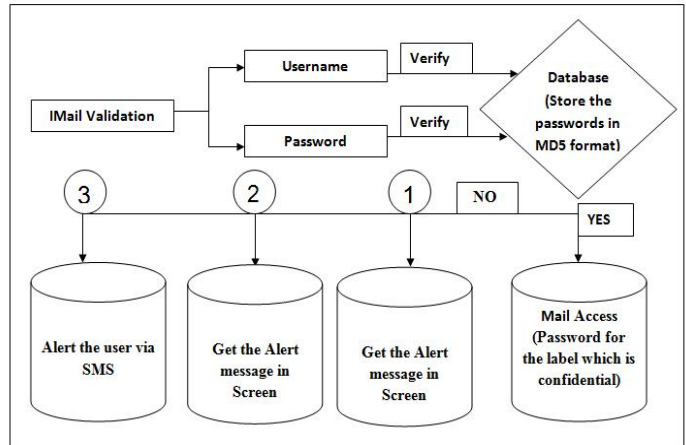 Username
Verify
IMail Validation
Password
Verify
Database
(Store the
passwords in
MD5 format)
3
2
1
NO
YES
Alert the user via
SMS
Get the Alert
message in
Screen
Get the Alert
message in
Screen
Mail Access
(Password for
the label which is
confidential)